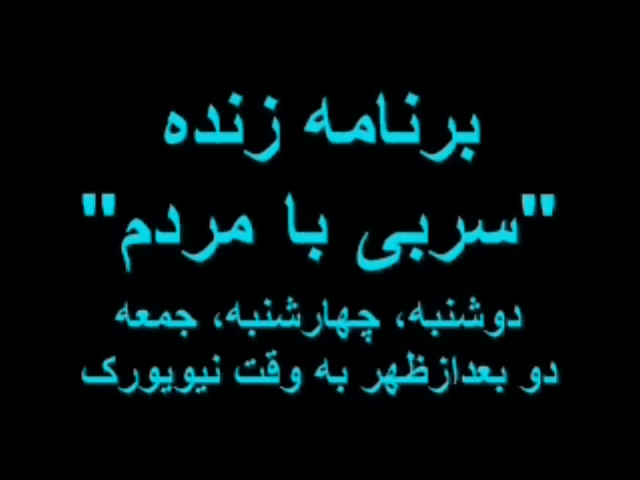 برنامه زنده
"سربی با مردم"
دوشنبه، چهارشنبه، جمعه
دو بعدازظهر به وقت نیویورک